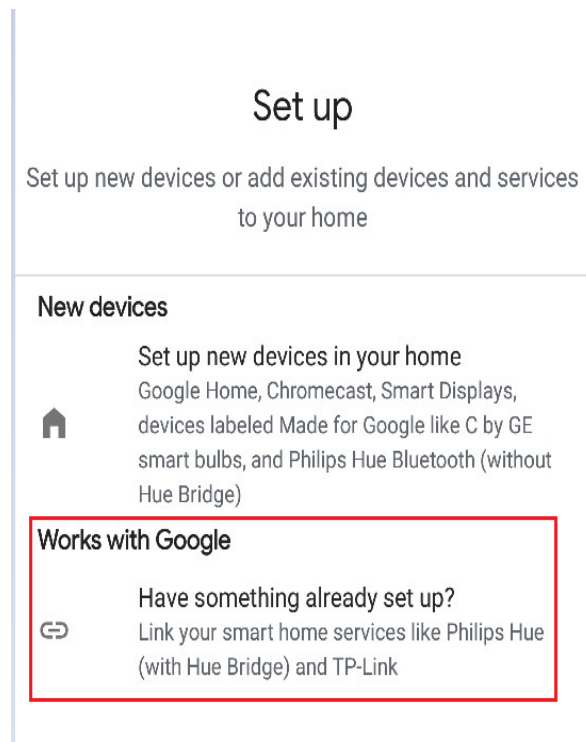 Set up
Set up new devices or add existing devices and services
to your home
New devices
Set up new devices in your home
Google Home, Chromecast, Smart Displays,
devices labeled Made for Google like C by GE
smart bulbs, and Philips Hue Bluetooth (without
Hue Bridge)
Works with Google
Have something already set up?
Link your smart home services like Philips Hue
(with Hue Bridge) and TP-Link